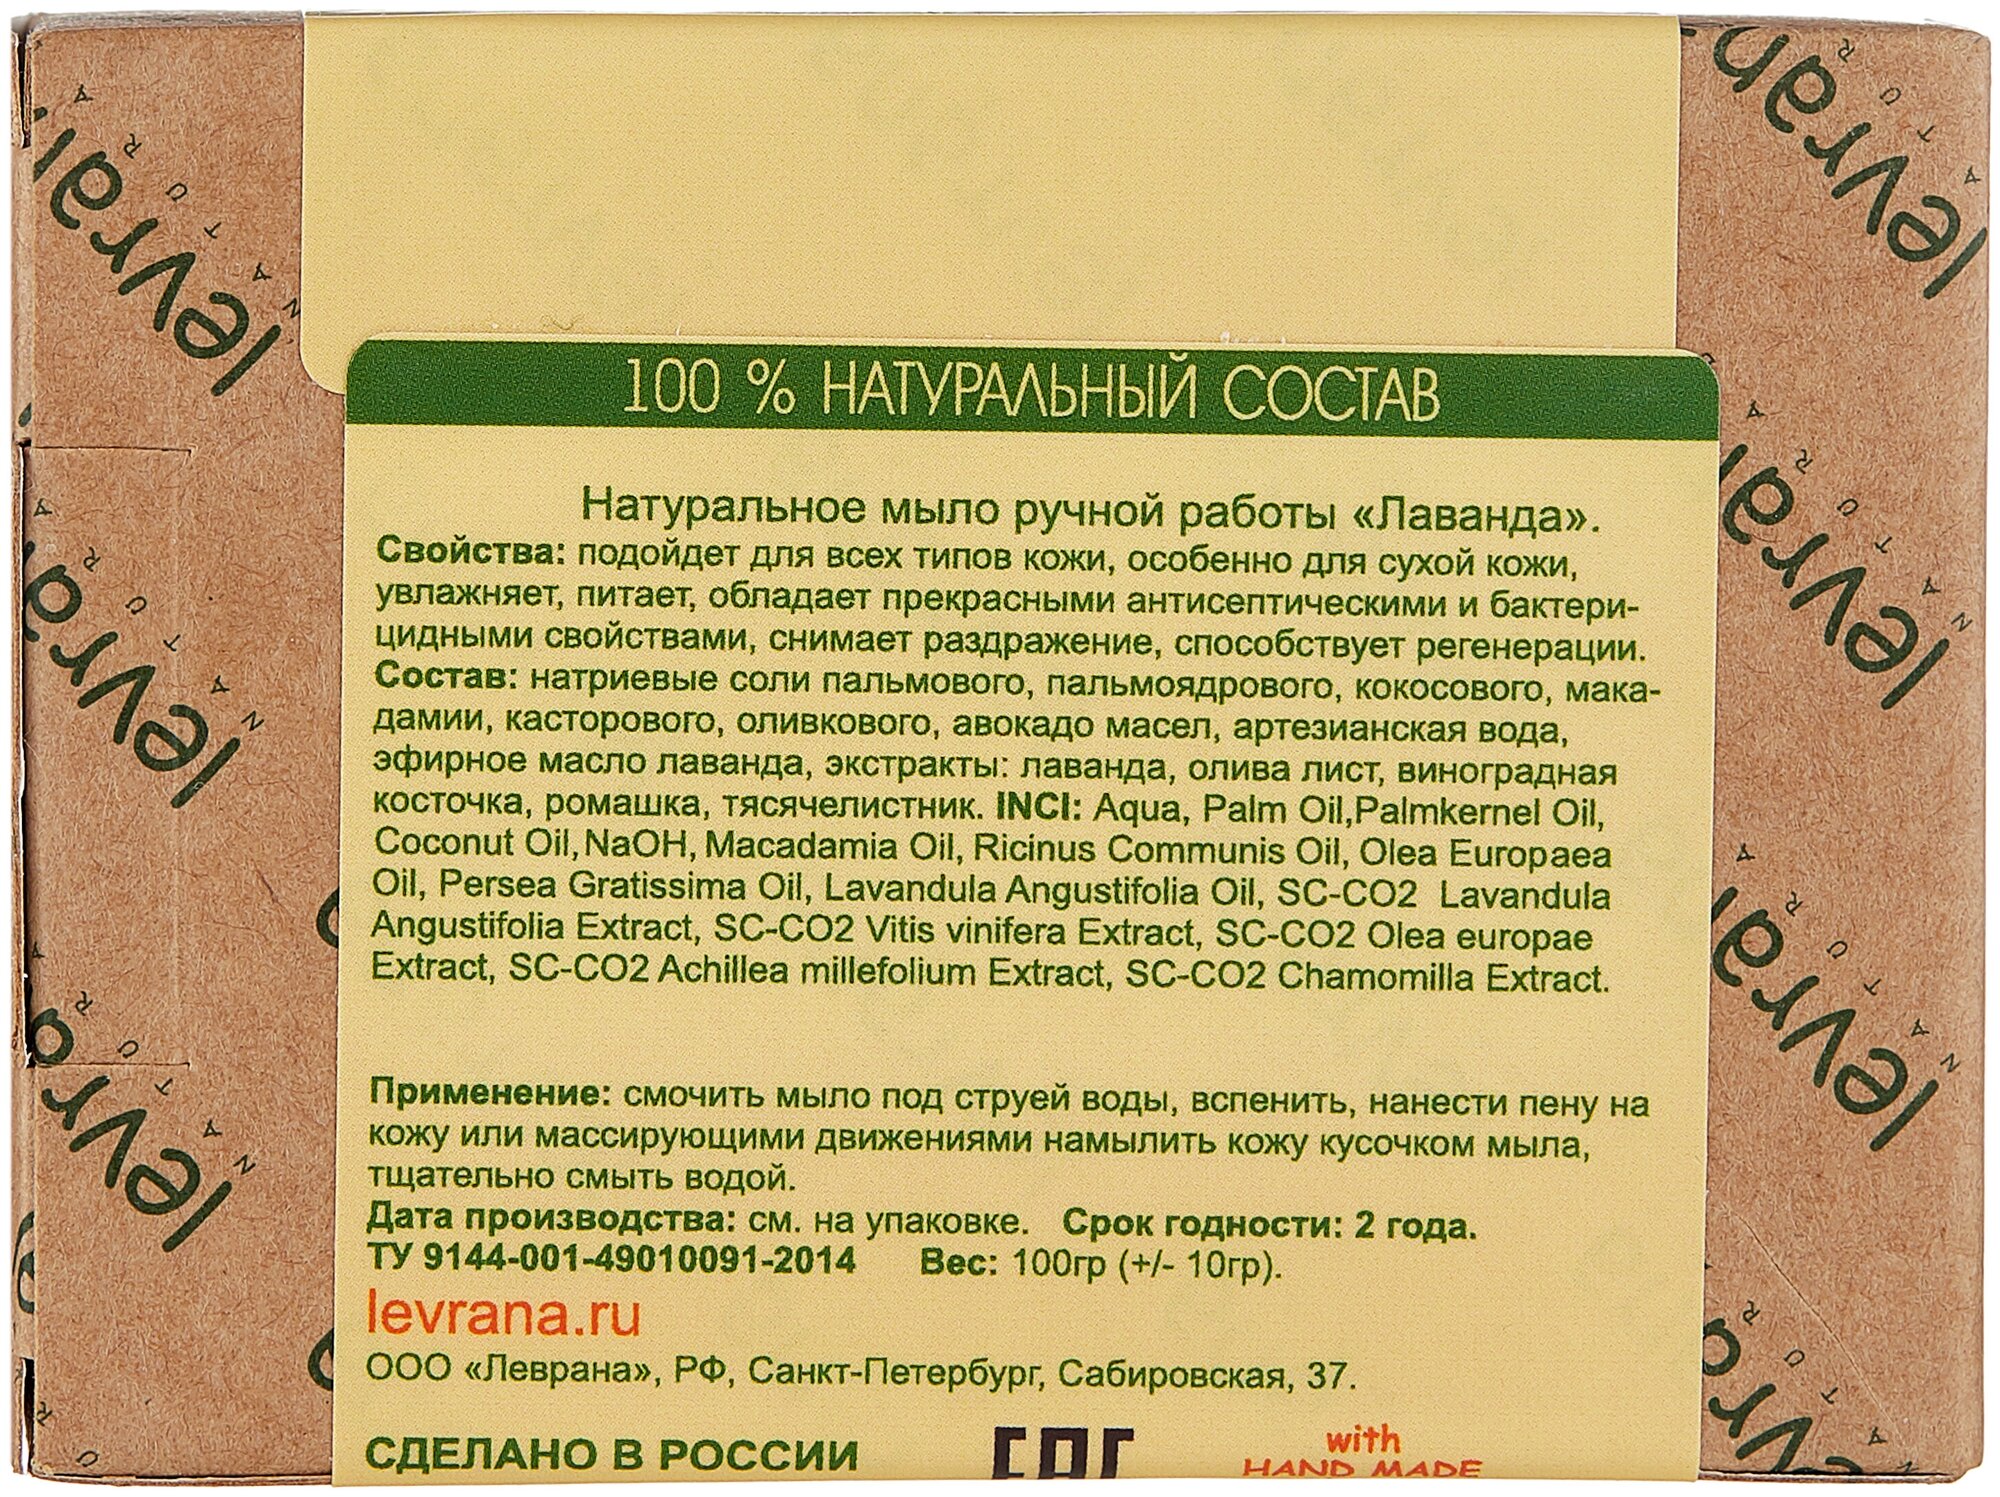 100 % НАТУРАЛЬНЫЙ СОСТАВ
Натуральное мыло ручной работы «Лаванда».
Свойства: подойдет для всех типов кожи, особенно для сухой кожи,
увлажняет, питает, обладает прекрасными антисептическими и бактери-
цидными свойствами, снимает раздражение, способствует регенерации.
Состав: натриевые соли пальмового, пальмоядрового, кокосового, мака-
дамии, касторового, оливкового, авокадо масел, артезианская вода,
эфирное масло лаванда, экстракты: лаванда, олива лист, виноградная
косточка, ромашка, тясячелистник. INCI: Aqua, Palm Oil,Palmkernel Oil,
Coconut Oil,NaOH, Macadamia Oil, Ricinus Communis Oil, Olea Europaea
Oil, Persea Gratissima Oil, Lavandula Angustifolia Oil, SC-CO2 Lavandula
Angustifolia Extract, SC-CO2 Vitis vinifera Extract, SC-CO2 Olea europae
Extract, SC-CO2 Achillea millefolium Extract, SC-CO2 Chamomilla Extract.
Применение: смочить мыло под струей воды, вспенить, нанести пену на
кожу или массирующими движениями намылить кожу кусочком мыла,
тщательно смыть водой.
Дата производства: см. на упаковке. Срок годности: 2 года.
ТУ 9144-001-49010091-2014 Вес: 100гр (+/- 10гр).
levrana.ru
ООО «Леврана», РФ, Санкт-Петербург, Сабировская, 37.
СДЕЛАНО В РОССИИ
EAC
with
HAND MADE